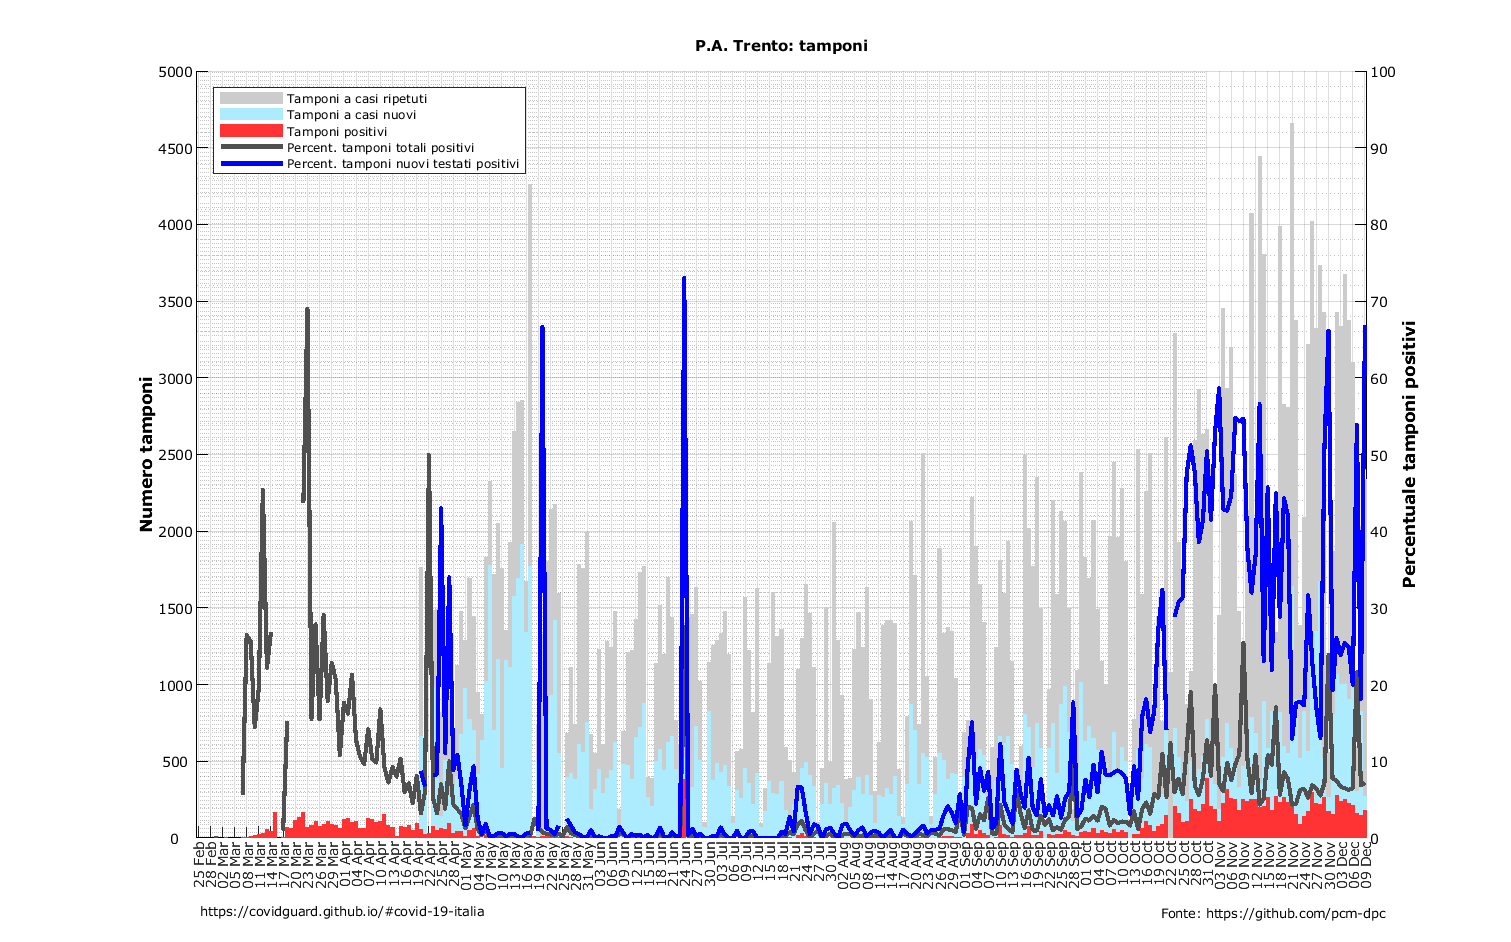 P.A. Trento: tamponi
Tamponi a casi ripetuti
Tamponi a casi nuovi
Tamponi positivi
Percent. tamponi totali positivi
Percent. tamponi nuovi testati positivi
Numero tamponi
5000
4500
4000
3500
3000
2500
2000
1500
1000
500
0
Percentuale tamponi positivi
100
90
80
70
60
50
40
30
20
10
0
25 Feb
28 Feb
02 Mar
05 Mar
08 Mar
11 Mar
14 Mar
17 Mar
20 Mar
23 Mar
26 Mar
29 Mar
01 Apr
04 Apr
07 Apr
10 Apr
13 Apr
16 Apr
19 Apr
22 Apr
25 Apr
28 Apr
01 May
04 May
07 May
10 May
13 May
16 May
19 May
22 May
25 May
28 May
31 May
03 Jun
06 Jun
09 Jun
12 Jun
15 Jun
18 Jun
21 Jun
24 Jun
27 Jun
30 Jun
03 Jul
06 Jul
09 Jul
12 Jul
15 Jul
18 Jul
21 Jul
24 Jul
27 Jul
30 Jul
02 Aug
05 Aug
08 Aug
11 Aug
14 Aug
17 Aug
20 Aug
23 Aug
26 Aug
29 Aug
01 Sep
04 Sep
07 Sep
10 Sep
13 Sep
16 Sep
19 Sep
22 Sep
25 Sep
28 Sep
01 Oct
04 Oct
07 Oct
10 Oct
13 Oct
16 Oct
19 Oct
22 Oct
25 Oct
28 Oct
31 Oct
03 Nov
06 Nov
09 Nov
12 Nov
15 Nov
18 Nov
21 Nov
24 Nov
27 Nov
30 Nov
03 Dec
06 Dec
09 Dec
https://covidguard.github.io/#covid-19-italia
Fonte: https://github.com/pcm-dpc